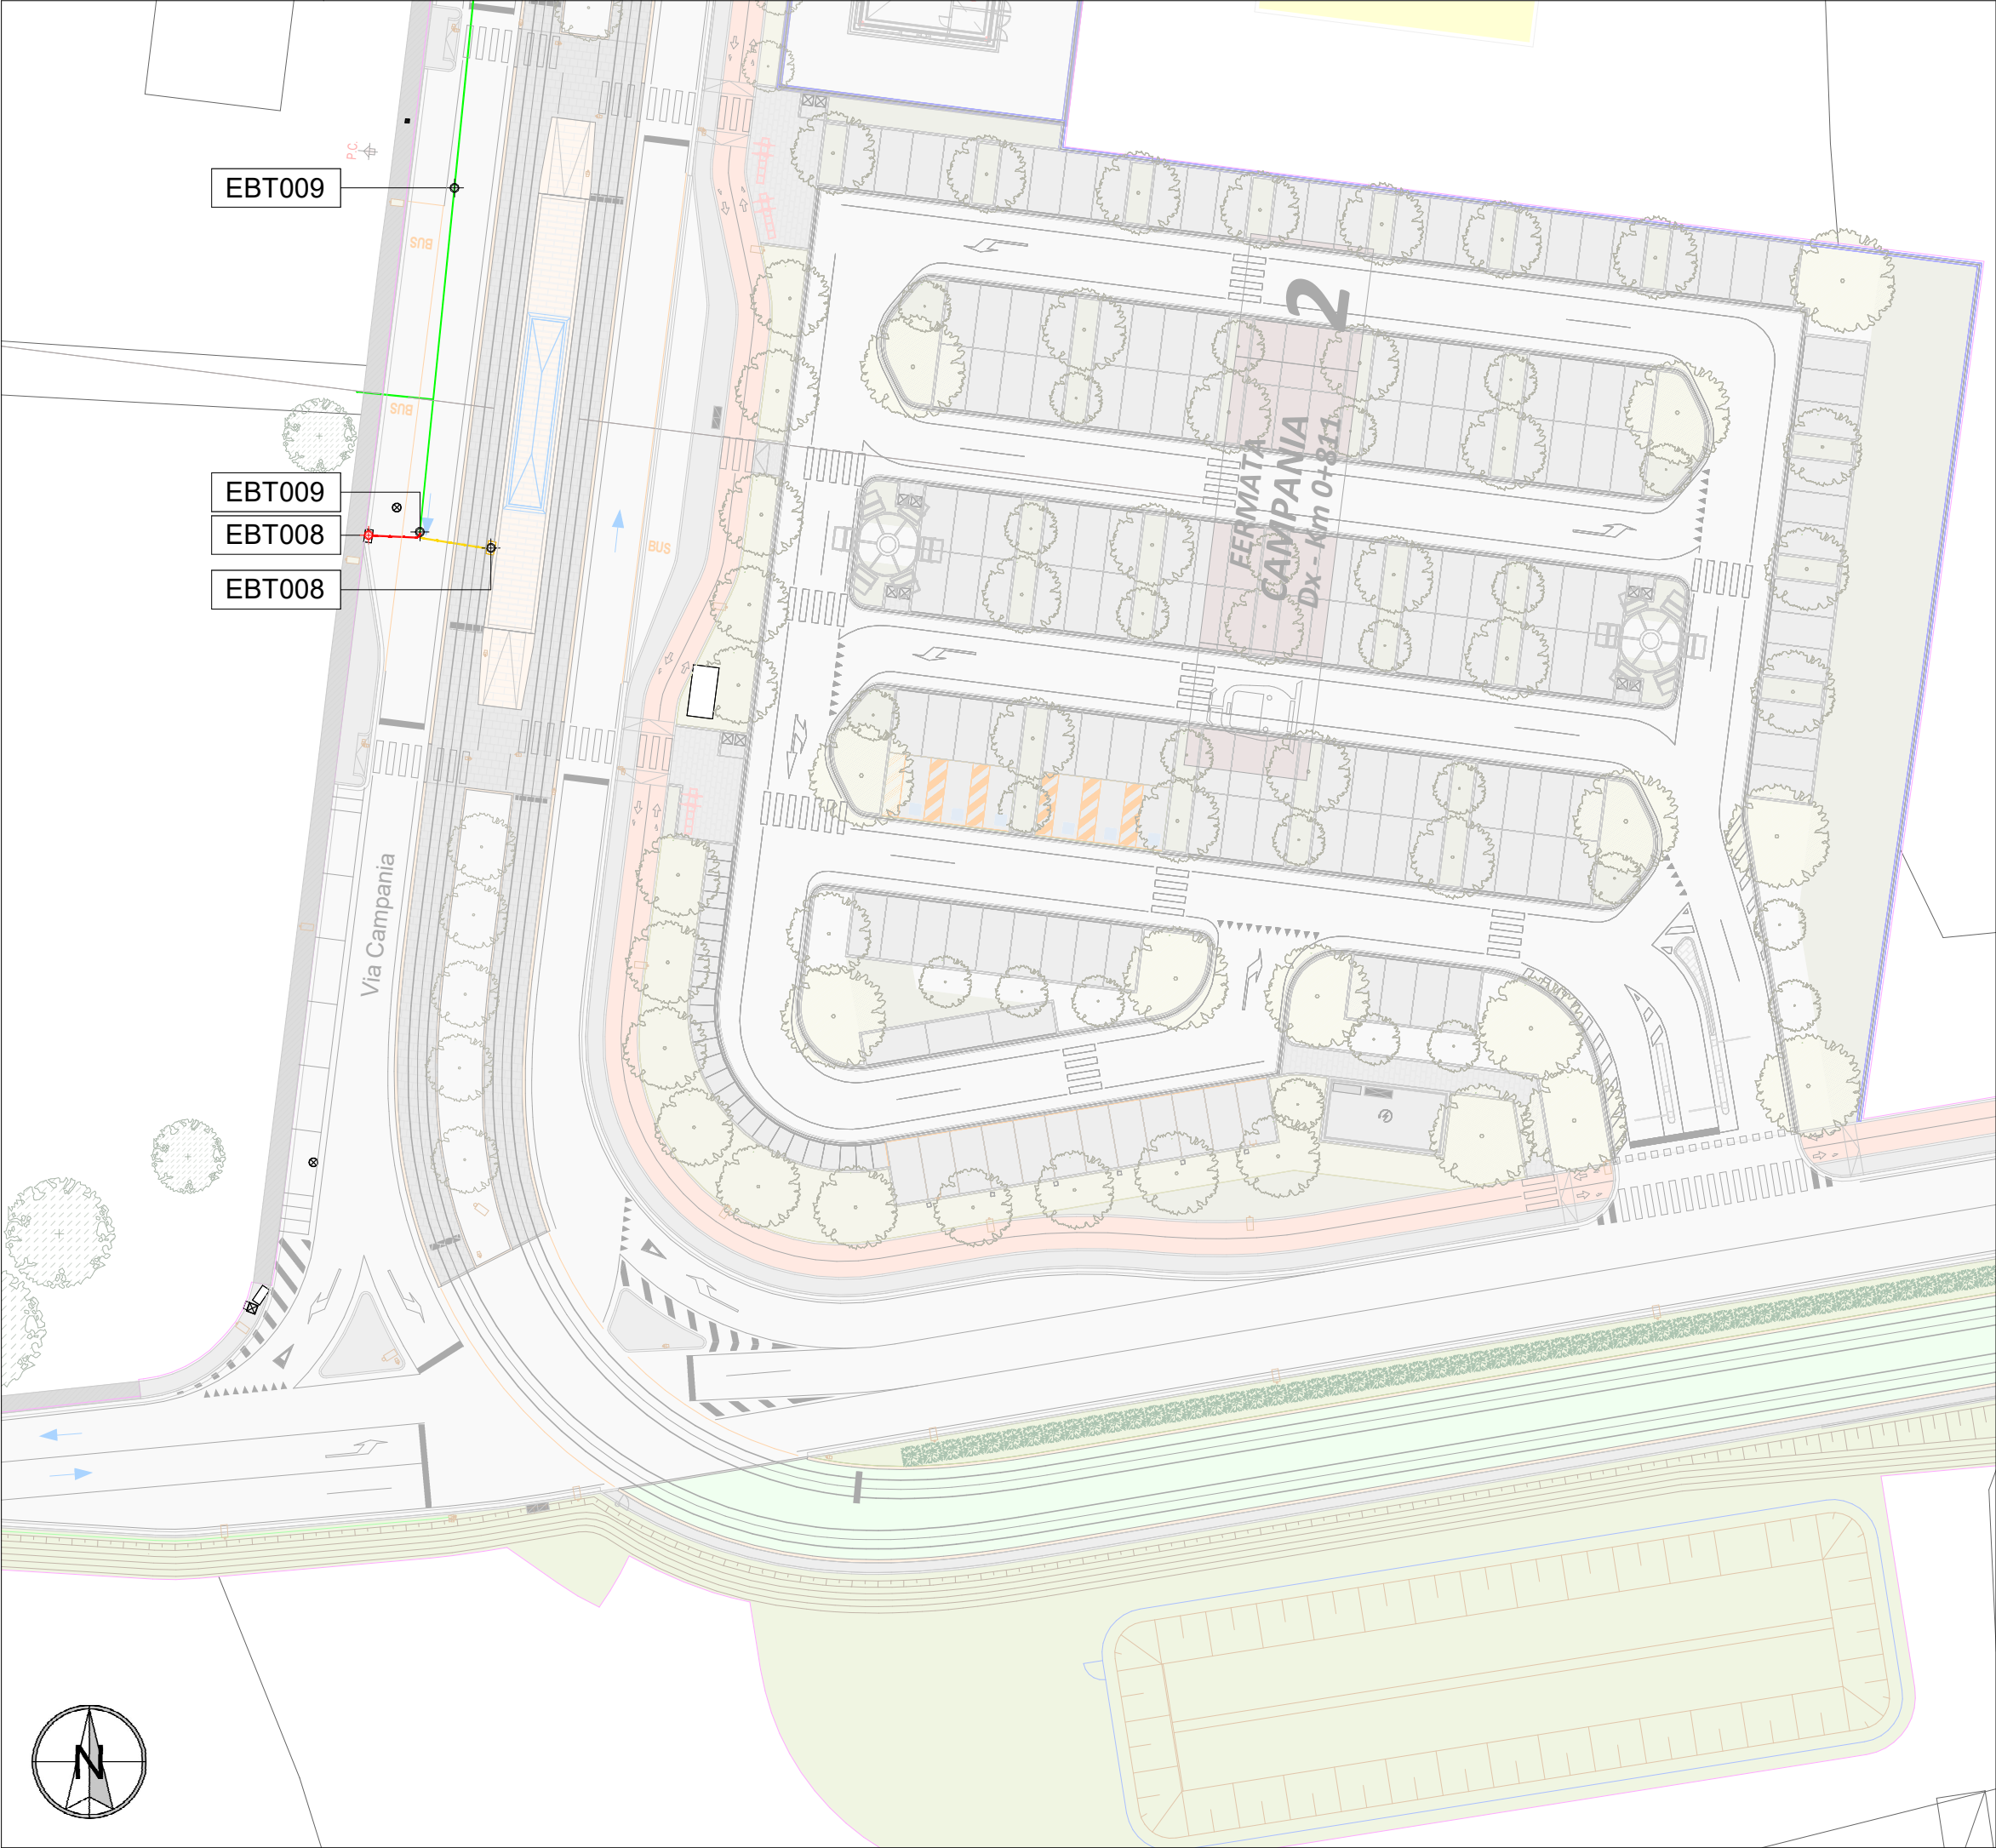 P.C.
EBT009
BUS
2
BUS
FERMATA
CAMPANIA
Dx - Km 0+811
EBT009
EBT008
BUS
EBT008
Via Campania
N